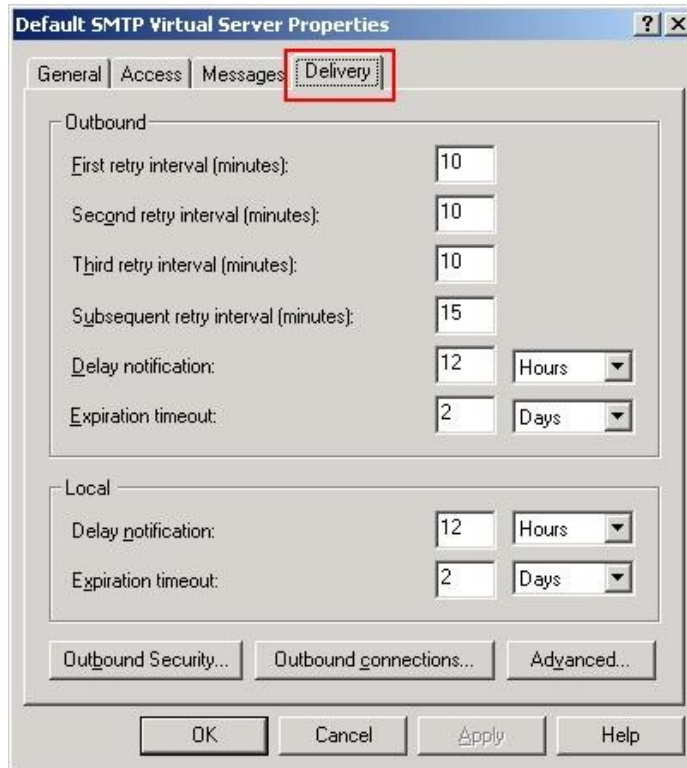 Default SMTP Virtual Server Properties ? X
General Access Messages Delivery
Outbound
First retry interval (minutes): 10
Second retry interval (minutes): 10
Third retry interval (minutes): 10
Subsequent retry interval (minutes): 15
Delay notification: 12 Hours
Expiration timeout: 2 Days
Local
Delay notification: 12 Hours
Expiration timeout: 2 Days
Outbound Security... Outbound connections... Advanced...
OK Cancel Apply Help